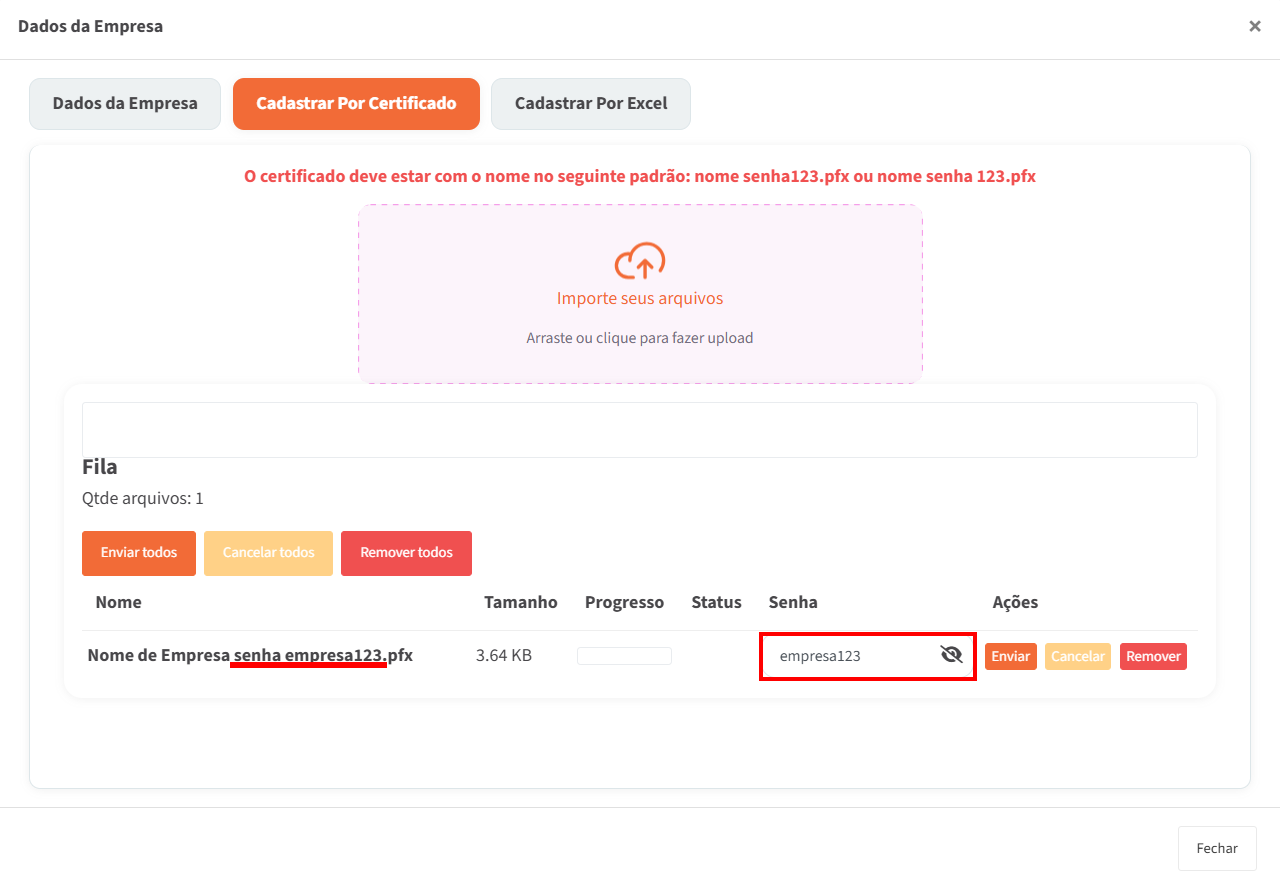 Dados da Empresa
×
Dados da Empresa
Cadastrar Por Certificado
Cadastrar Por Excel
O certificado deve estar com o nome no seguinte padrão: nome senha123.pfx ou nome senha 123.pfx
Importe seus arquivos
Arraste ou clique para fazer upload
Fila
Qtde arquivos: 1
Enviar todos
Cancelar todos
Remover todos
Nome Tamanho Progresso Status Senha Ações
Nome de Empresa senha empresa123.pfx 3.64 KB empresa123 Enviar Cancelar Remover
Fechar